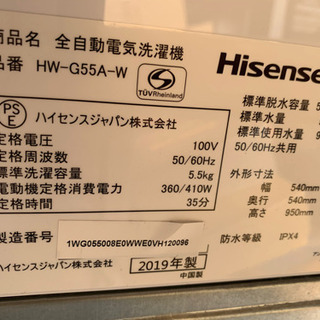 商品名 全自動電気洗濯機
品番 HW-G55A-W
TÜVRheinland
Hisense
PSE
ハイセンスジャパン株式会社
定格電圧 100V
定格周波数 50/60Hz
標準洗濯容量 5.5kg
電動機定格消費電力 360/410W
定格時間 35分
製造番号 1WG055008E0WWE0VH120096
ハイセンスジャパン株式会社
2019年製
中国製
標準脱水容量 5
標準水量
標準使用水量 9
50/60Hz共用
外形寸法
幅 540mm
奥行 540mm
高さ 950mm
防水等級 IPX4